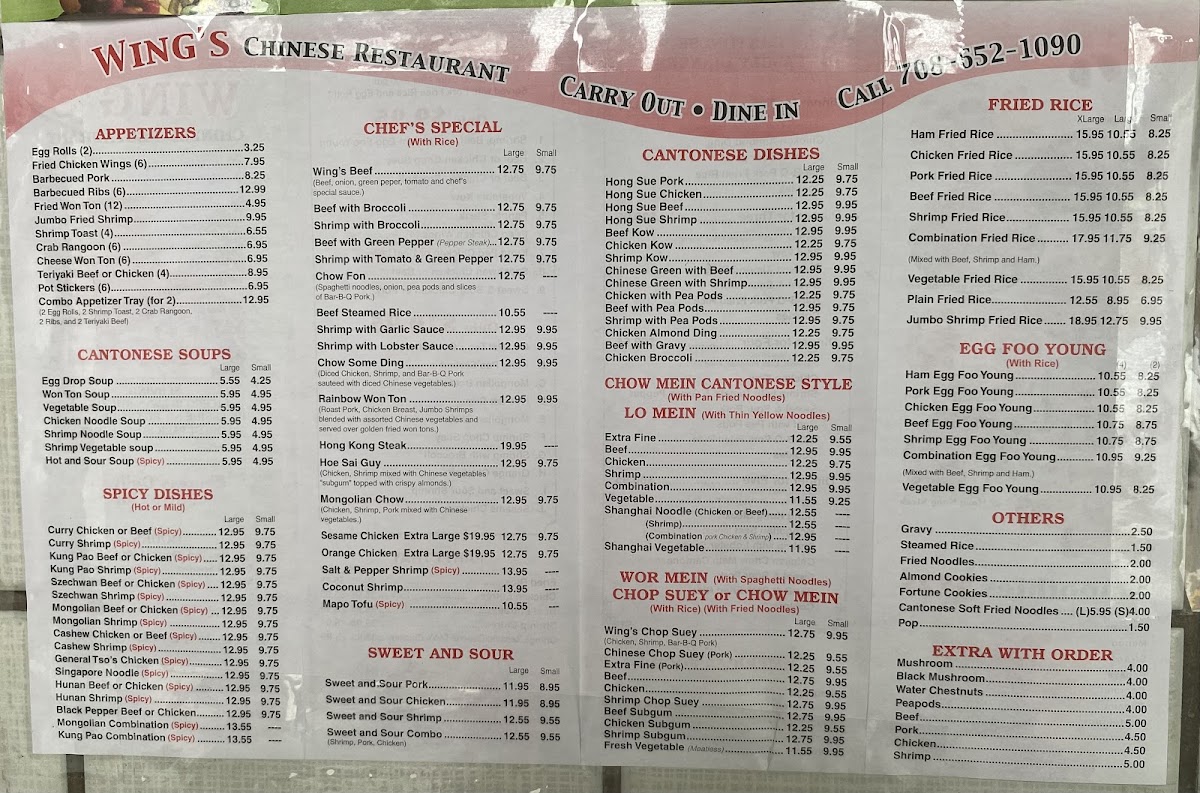 WING'S CHINESE RESTAURANT
CARRY OUT • DINE IN
CALL 708-652-1090
APPETIZERS
Egg Rolls (2) 3.25
Fried Chicken Wings (6) 7.95
Barbecued Pork 8.25
Barbecued Ribs (6) 12.99
Fried Won Ton (12) 4.95
Jumbo Fried Shrimp 9.95
Shrimp Toast (4) 6.55
Crab Rangoon (6) 6.95
Cheese Won Ton (6) 6.95
Teriyaki Beef or Chicken (4) 8.95
Pot Stickers (6) 6.95
Combo Appetizer Tray (for 2) 12.95
(2 Egg Rolls, 2 Shrimp Toast, 2 Crab Rangoon,
2 Ribs, and 2 Teriyaki Beef)
CANTONESE SOUPS
Large Small
Egg Drop Soup 5.55 4.25
Won Ton Soup 5.95 4.95
Vegetable Soup 5.95 4.95
Chicken Noodle Soup 5.95 4.95
Shrimp Noodle Soup 5.95 4.95
Shrimp Vegetable soup 5.95 4.95
Hot and Sour Soup (Spicy) 5.95 4.95
SPICY DISHES
(Hot or Mild)
Large Small
Curry Chicken or Beef (Spicy) 12.95 9.75
Curry Shrimp (Spicy) 12.95 9.75
Kung Pao Beef or Chicken (Spicy) 12.95 9.75
Kung Pao Shrimp (Spicy) 12.95 9.75
Szechwan Beef or Chicken (Spicy) 12.95 9.75
Szechwan Shrimp (Spicy) 12.95 9.75
Mongolian Beef or Chicken (Spicy) 12.95 9.75
Mongolian Shrimp (Spicy) 12.95 9.75
Cashew Chicken or Beef (Spicy) 12.95 9.75
Cashew Shrimp (Spicy) 12.95 9.75
General Tso's Chicken (Spicy) 12.95 9.75
Singapore Noodle (Spicy) 12.95 9.75
Hunan Beef or Chicken (Spicy) 12.95 9.75
Hunan Shrimp (Spicy) 12.95 9.75
Black Pepper Beef or Chicken 12.95 9.75
Mongolian Combination (Spicy) 13.55 ----
Kung Pao Combination (Spicy) 13.55 ----
CHEF'S SPECIAL
(With Rice)
Large Small
Wing's Beef 12.75 9.75
(Beef, onion, green peper, tomato and chef's
special sauce.)
Beef with Broccoli 12.75 9.75
Shrimp with Broccoli 12.75 9.75
Beef with Green Pepper (Pepper Steak) 12.75 9.75
Shrimp with Tomato & Green Pepper 12.75 9.75
Chow Fon 12.75 ----
(Spaghetti noodles, onion, pea pods and slices
of Bar-B-Q Pork.)
Beef Steamed Rice 10.55 ----
Shrimp with Garlic Sauce 12.95 9.95
Shrimp with Lobster Sauce 12.95 9.95
Chow Some Ding 12.95 9.95
(Diced Chicken, Shrimp, and Bar-B-Q Pork
sauteed with diced Chinese vegetables.)
Rainbow Won Ton 12.95 9.95
(Roast Pork, Chicken Breast, Jumbo Shrimps
blended with assorted Chinese vegetables and
served over golden fried won tons.)
Hong Kong Steak 19.95 ----
Hoe Sai Guy 12.95 9.75
(Chicken, Shrimp mixed with Chinese vegetables
"subgum" topped with crispy almonds.)
Mongolian Chow 12.95 9.75
(Chicken, Shrimp, Pork mixed with Chinese
vegetables.)
Sesame Chicken Extra Large $19.95 12.75 9.75
Orange Chicken Extra Large $19.95 12.75 9.75
Salt & Pepper Shrimp (Spicy) 13.95 ----
Coconut Shrimp 13.95 ----
Mapo Tofu (Spicy) 10.55 ----
SWEET AND SOUR
Large Small
Sweet and Sour Pork 11.95 8.95
Sweet and Sour Chicken 11.95 8.95
Sweet and Sour Shrimp 12.55 9.55
Sweet and Sour Combo 12.55 9.55
(Shrimp, Pork, Chicken)
CANTONESE DISHES
Large Small
Hong Sue Pork 12.25 9.75
Hong Sue Chicken 12.25 9.75
Hong Sue Beef 12.95 9.95
Hong Sue Shrimp 12.95 9.95
Beef Kow 12.95 9.95
Chicken Kow 12.25 9.75
Shrimp Kow 12.95 9.95
Chinese Green with Beef 12.95 9.95
Chinese Green with Shrimp 12.95 9.95
Chicken with Pea Pods 12.25 9.75
Beef with Pea Pods 12.95 9.95
Shrimp with Pea Pods 12.95 9.95
Chicken Almond Ding 12.25 9.75
Beef with Gravy 12.95 9.95
Chicken Broccoli 12.25 9.75
CHOW MEIN CANTONESE STYLE
(With Pan Fried Noodles)
LO MEIN (With Thin Yellow Noodles)
Large Small
Extra Fine 12.25 9.55
Beef 12.95 9.95
Chicken 12.25 9.75
Shrimp 12.95 9.95
Combination 12.95 9.95
Vegetable 11.55 9.25
Shanghai Noodle (Chicken or Beef) 12.55 ----
(Shrimp) 12.55 ----
(Combination pork Chicken & Shrimp) 12.95 ----
Shanghai Vegetable 11.95 ----
WOR MEIN (With Spaghetti Noodles)
CHOP SUEY or CHOW MEIN
(With Rice) (With Fried Noodles)
Large Small
Wing's Chop Suey 12.75 9.95
(Chicken, Shrimp, Bar-B-Q Pork)
Chinese Chop Suey (Pork) 12.25 9.55
Extra Fine (Pork) 12.25 9.55
Beef 12.75 9.95
Chicken 12.25 9.55
Shrimp Chop Suey 12.75 9.95
Beef Subgum 12.75 9.95
Chicken Subgum 12.25 9.55
Shrimp Subgum 12.75 9.95
Fresh Vegetable (Meatless) 11.55 9.95
FRIED RICE
XLarge Large Small
Ham Fried Rice 15.95 10.55 8.25
Chicken Fried Rice 15.95 10.55 8.25
Pork Fried Rice 15.95 10.55 8.25
Beef Fried Rice 15.95 10.55 8.25
Shrimp Fried Rice 15.95 10.55 8.25
Combination Fried Rice 17.95 11.75 9.25
(Mixed with Beef, Shrimp and Ham.)
Vegetable Fried Rice 15.95 10.55 8.25
Plain Fried Rice 12.55 8.95 6.95
Jumbo Shrimp Fried Rice 18.95 12.75 9.95
EGG FOO YOUNG
(With Rice)
(4) (2)
Ham Egg Foo Young 10.55 8.25
Pork Egg Foo Young 10.55 8.25
Chicken Egg Foo Young 10.55 8.25
Beef Egg Foo Young 10.75 8.75
Shrimp Egg Foo Young 10.75 8.75
Combination Egg Foo Young 10.95 9.25
(Mixed with Beef, Shrimp and Ham.)
Vegetable Egg Foo Young 10.95 8.25
OTHERS
Gravy 2.50
Steamed Rice 1.50
Fried Noodles 2.00
Almond Cookies 2.00
Fortune Cookies 2.00
Cantonese Soft Fried Noodles .... (L)5.95 (S)4.00
Pop 1.50
EXTRA WITH ORDER
Mushroom 4.00
Black Mushroom 4.00
Water Chestnuts 4.00
Peapods 4.00
Beef 5.00
Pork 4.50
Chicken 4.50
Shrimp 5.00